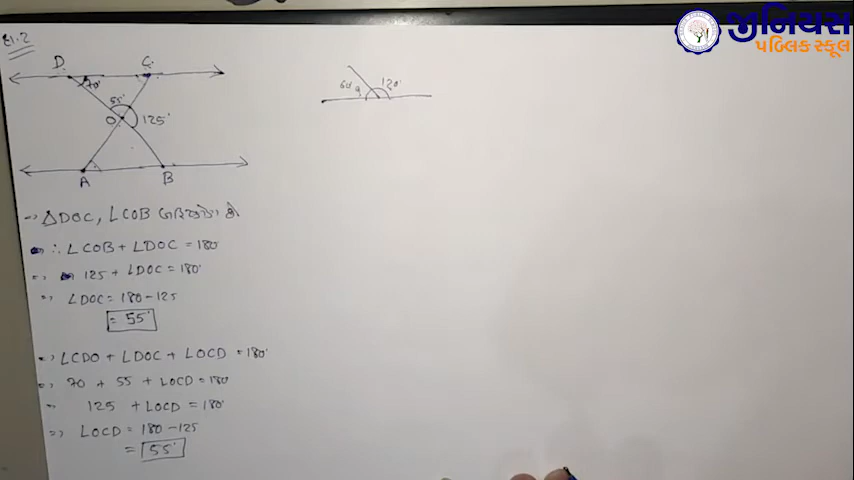 જીનિયસ
પબ્લિક સ્કૂલ
દા.2
D C
70°
55°
O 125°
A B
60° 120°
=> △DOC, ∠COB
∴ ∠COB + ∠DOC = 180°
=> 125 + ∠DOC = 180°
=> ∠DOC = 180 - 125
= 55°
=> ∠CDO + ∠DOC + ∠OCD = 180°
=> 70 + 55 + ∠OCD = 180
=> 125 + ∠OCD = 180°
=> ∠OCD = 180 - 125
= 55°